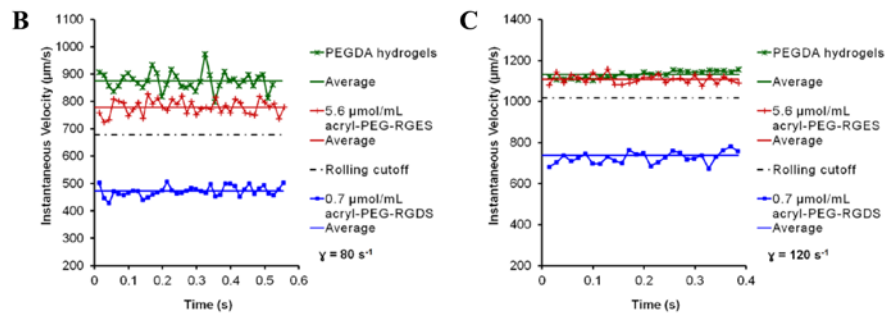 B
1100
1000
900
800
700
600
500
400
300
200
Instantaneous Velocity (µm/s)
0 0.1 0.2 0.3 0.4 0.5 0.6
Time (s)
PEGDA hydrogels
Average
5.6 µmol/mL
acryl-PEG-RGES
Average
Rolling cutoff
0.7 µmol/mL
acryl-PEG-RGDS
Average
ɣ = 80 s⁻¹
C
1400
1200
1000
800
600
400
200
Instantaneous Velocity (µm/s)
0 0.1 0.2 0.3 0.4
Time (s)
PEGDA hydrogels
Average
5.6 µmol/mL
acryl-PEG-RGES
Average
Rolling cutoff
0.7 µmol/mL
acryl-PEG-RGDS
Average
ɣ = 120 s⁻¹